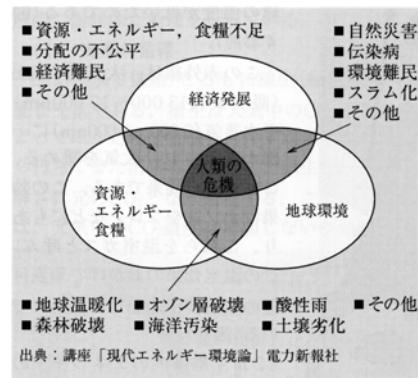 ■資源・エネルギー，食糧不足
■分配の不公平
■経済難民
■その他
■自然災害
■伝染病
■環境難民
■スラム化
■その他
経済発展
人類の
危機
資源・
エネルギー
食糧
地球環境
■地球温暖化 ■オゾン層破壊 ■酸性雨 ■その他
■森林破壊 ■海洋汚染 ■土壌劣化
出典：講座「現代エネルギー環境論」電力新報社